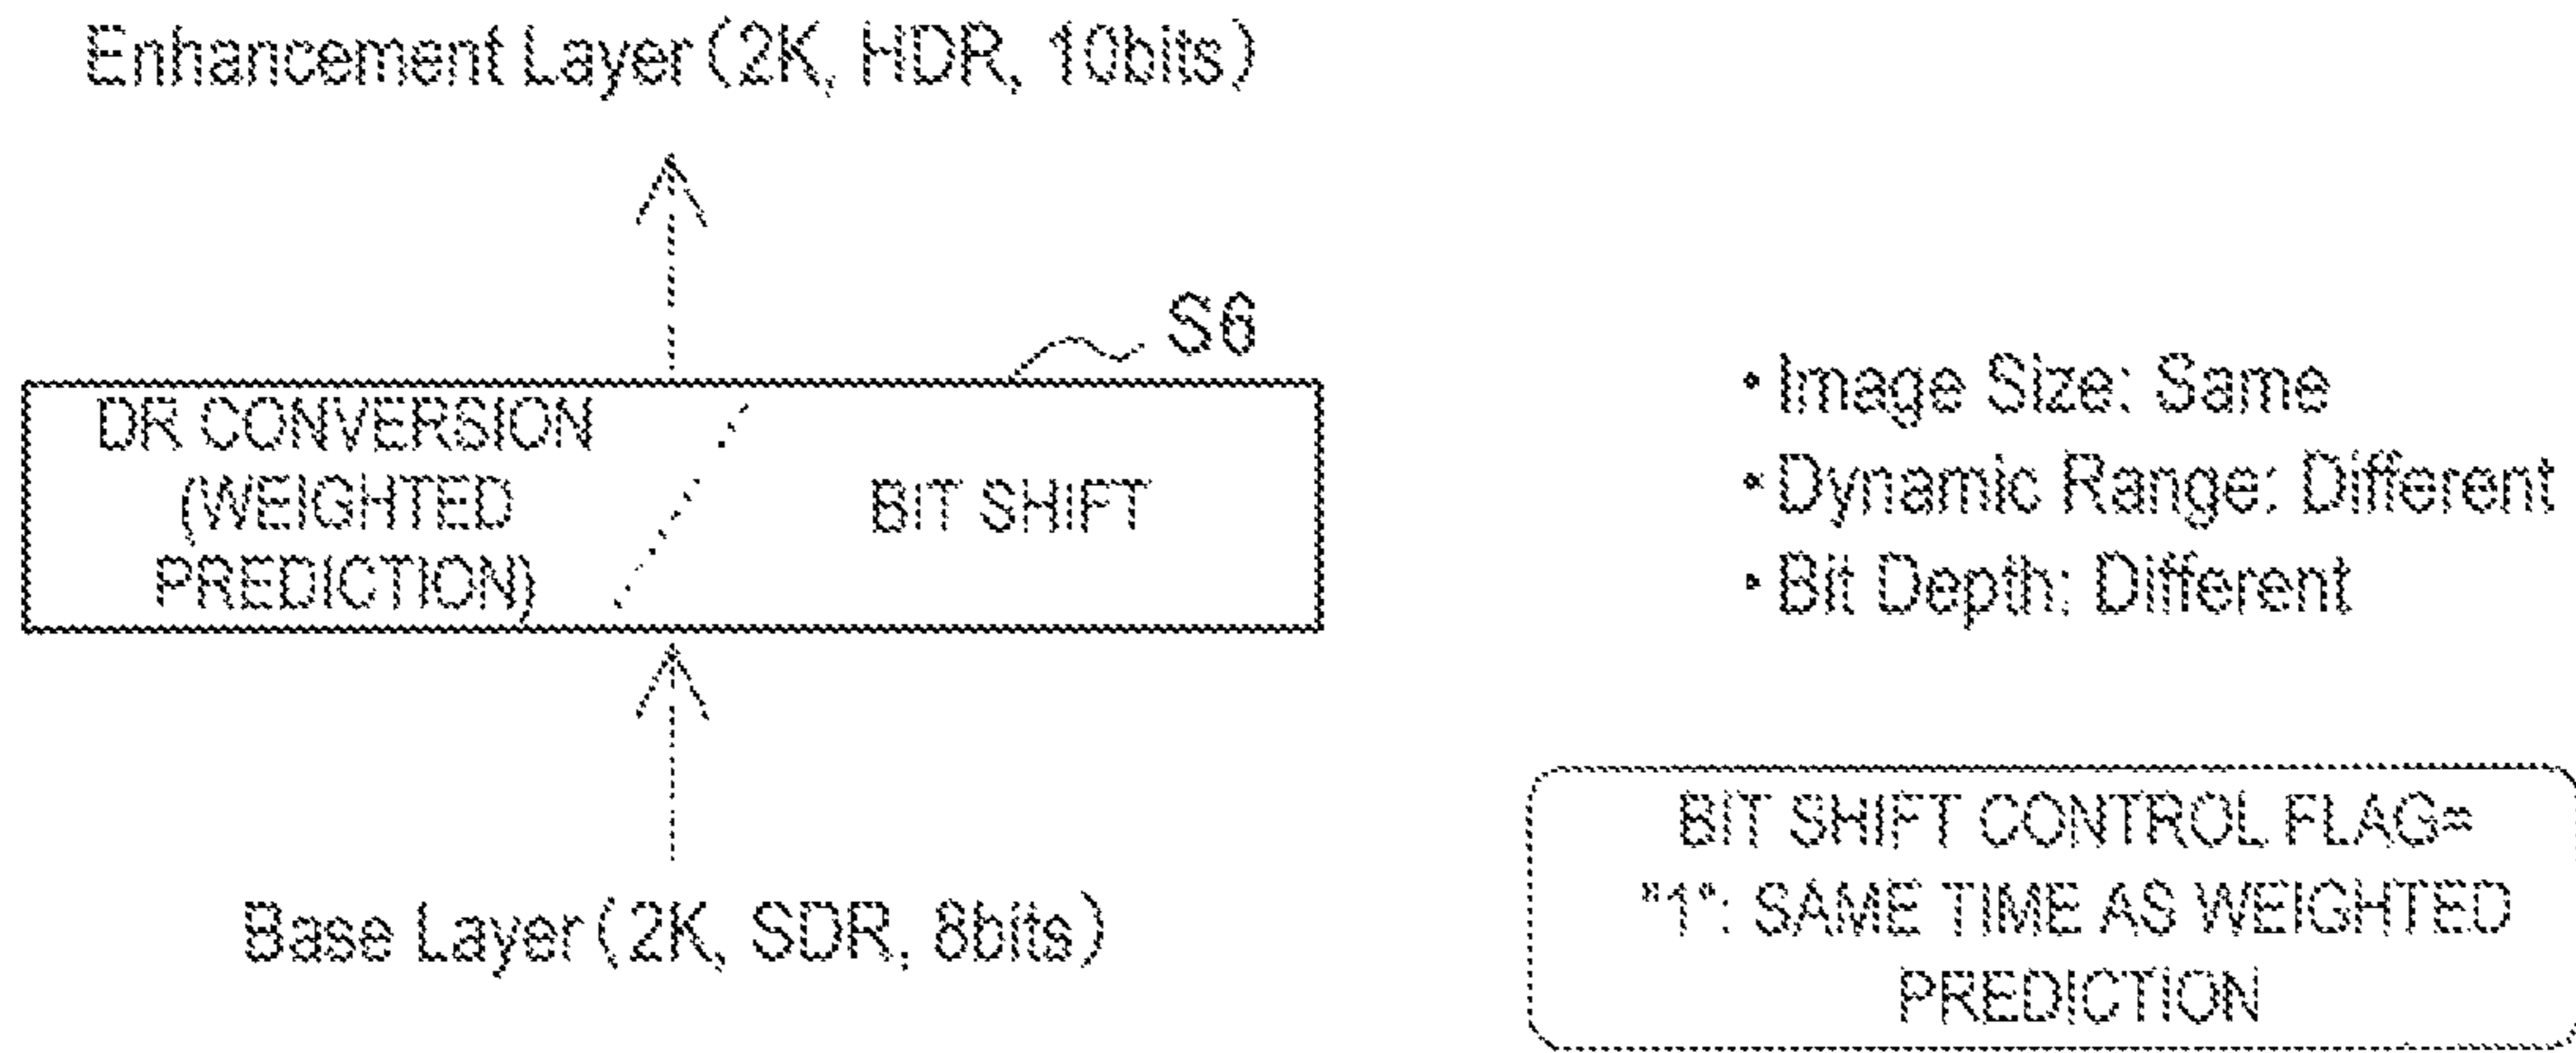 Enhancement Layer (2K, HDR, 10bits)
S6
DR CONVERSION
(WEIGHTED
PREDICTION)
BIT SHIFT
Base Layer (2K, SDR, 8bits)
• Image Size: Same
• Dynamic Range: Different
• Bit Depth: Different
BIT SHIFT CONTROL FLAG=
"1": SAME TIME AS WEIGHTED
PREDICTION